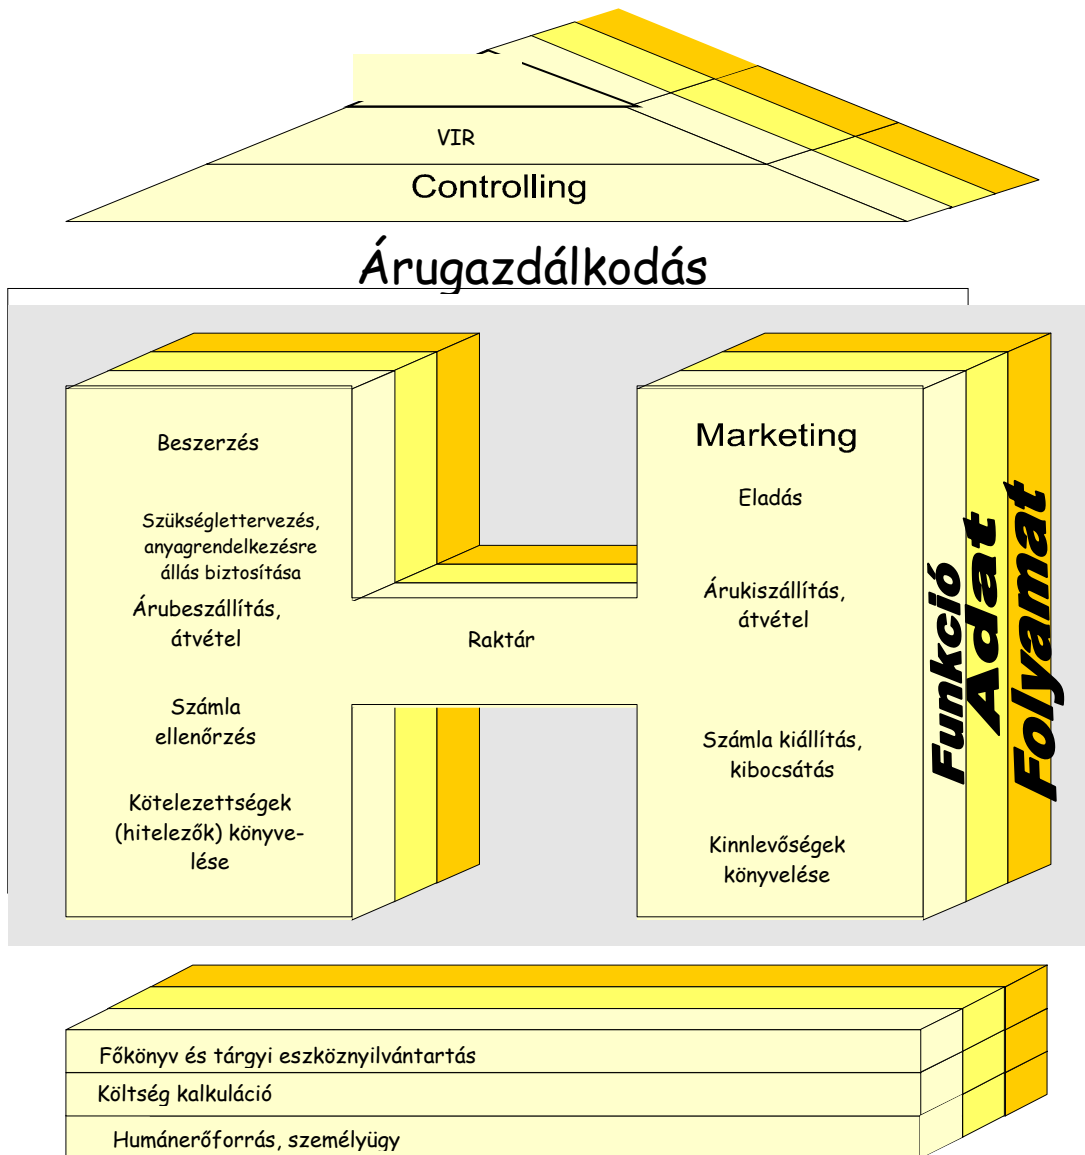 VIR
Controlling
Árugazdálkodás
Beszerzés
Szükséglettervezés,
anyagrendelkezésre
állás biztosítása
Árubeszállítás,
átvétel
Számla
ellenőrzés
Kötelezettségek
(hitelezők) könyve-
lése
Raktár
Marketing
Eladás
Árukiszállítás,
átvétel
Számla kiállítás,
kibocsátás
Kinnlevőségek
könyvelése
Funkció
Adat
Folyamat
Főkönyv és tárgyi eszköznyilvántartás
Költség kalkuláció
Humánerőforrás, személyügy